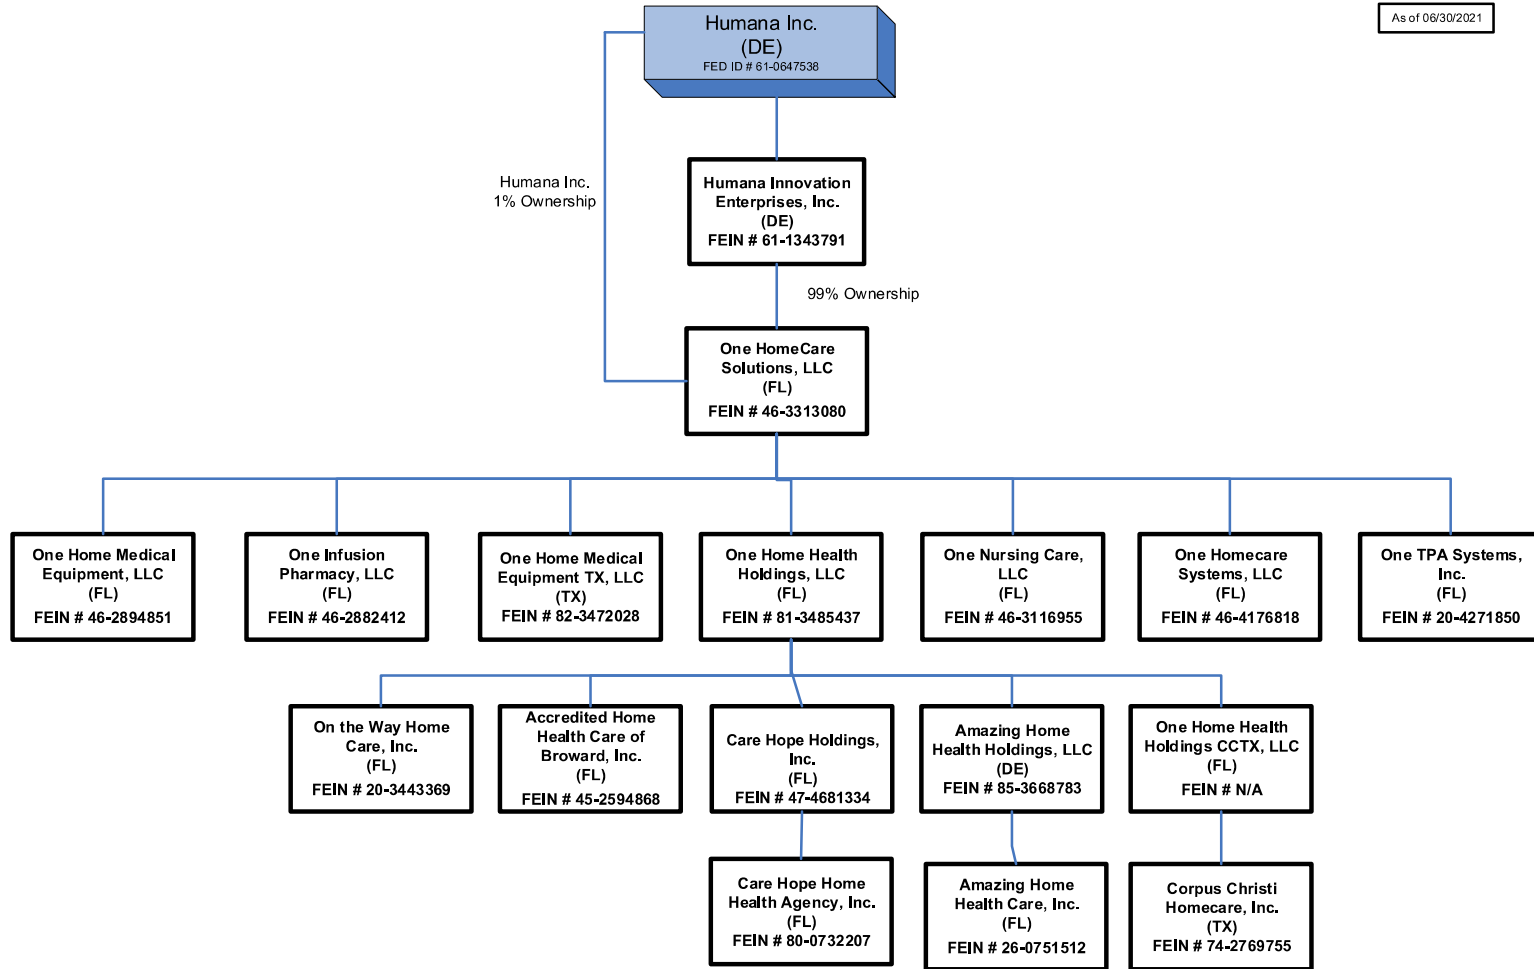 As of 06/30/2021
Humana Inc.
(DE)
FED ID # 61-0647538
Humana Inc.
1% Ownership
Humana Innovation
Enterprises, Inc.
(DE)
FEIN # 61-1343791
99% Ownership
One HomeCare
Solutions, LLC
(FL)
FEIN # 46-3313080
One Home Medical
Equipment, LLC
(FL)
FEIN # 46-2894851
One Infusion
Pharmacy, LLC
(FL)
FEIN # 46-2882412
One Home Medical
Equipment TX, LLC
(TX)
FEIN # 82-3472028
One Home Health
Holdings, LLC
(FL)
FEIN # 81-3485437
One Nursing Care,
LLC
(FL)
FEIN # 46-3116955
One Homecare
Systems, LLC
(FL)
FEIN # 46-4176818
One TPA Systems,
Inc.
(FL)
FEIN # 20-4271850
On the Way Home
Care, Inc.
(FL)
FEIN # 20-3443369
Accredited Home
Health Care of
Broward, Inc.
(FL)
FEIN # 45-2594868
Care Hope Holdings,
Inc.
(FL)
FEIN # 47-4681334
Amazing Home
Health Holdings, LLC
(DE)
FEIN # 85-3668783
One Home Health
Holdings CCTX, LLC
(FL)
FEIN # N/A
Care Hope Home
Health Agency, Inc.
(FL)
FEIN # 80-0732207
Amazing Home
Health Care, Inc.
(FL)
FEIN # 26-0751512
Corpus Christi
Homecare, Inc.
(TX)
FEIN # 74-2769755